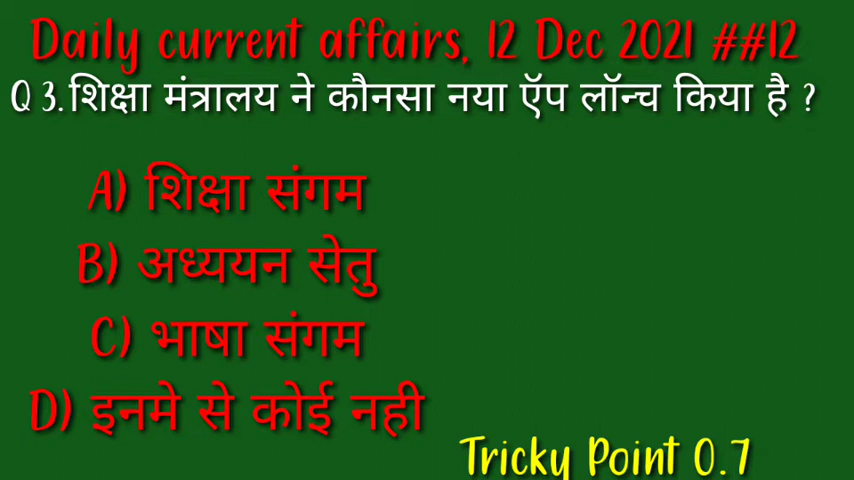 Daily current affairs, 12 Dec 2021 ##12
Q 3.शिक्षा मंत्रालय ने कौनसा नया ऍप लॉन्च किया है ?
A) शिक्षा संगम
B) अध्ययन सेतु
C) भाषा संगम
D) इनमे से कोई नही
Tricky Point 0.7